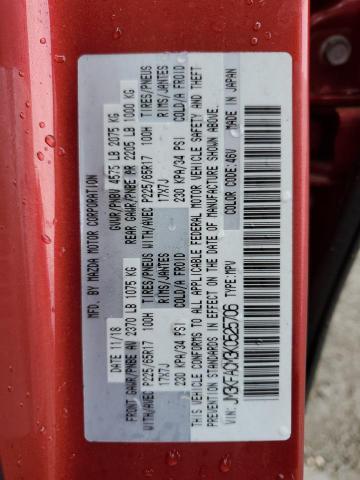 MFD. BY MAZDA MOTOR CORPORATION
11/18 GVWR/PNBV 4575 LB 2075 KG
FRONT GAWR/PNBE AV 2370 LB 1075 KG REAR GAWR/PNBE AR 2205 LB 1000 KG
WITH/AVEC P225/65R17 100H TIRES/PNEUS WITH/AVEC P225/65R17 100H TIRES/PNEUS
17X7J RIMS/JANTES 17X7J RIMS/JANTES
230 KPA/34 PSI COLD/A FROID 230 KPA/34 PSI COLD/A FROID
THIS VEHICLE CONFORMS TO ALL APPLICABLE FEDERAL MOTOR VEHICLE SAFETY AND THEFT
PREVENTION STANDARDS IN EFFECT ON THE DATE OF MANUFACTURE SHOWN ABOVE.
COLOR CODE:46V MADE IN JAPAN
VIN: TYPE:MPV